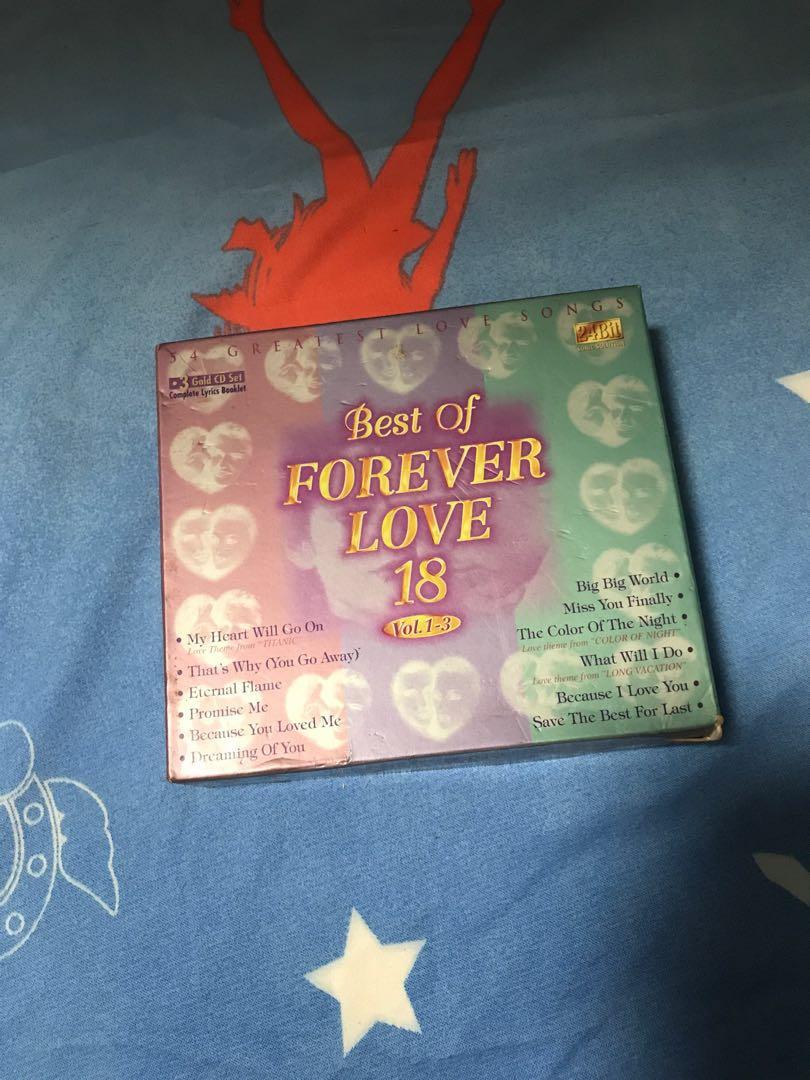 54 GREATEST LOVE SONGS
24Bit
SONIC SOLUTION
3 Gold CD Set
Complete Lyrics Booklet
Best Of
FOREVER
LOVE
18
Vol.1-3
• My Heart Will Go On
Love Theme from "TITANIC"
• That's Why (You Go Away)
• Eternal Flame
• Promise Me
• Because You Loved Me
• Dreaming Of You
Big Big World •
Miss You Finally •
The Color Of The Night •
Love theme from "COLOR OF NIGHT"
What Will I Do •
Love theme from "LONG VACATION"
Because I Love You •
Save The Best For Last •